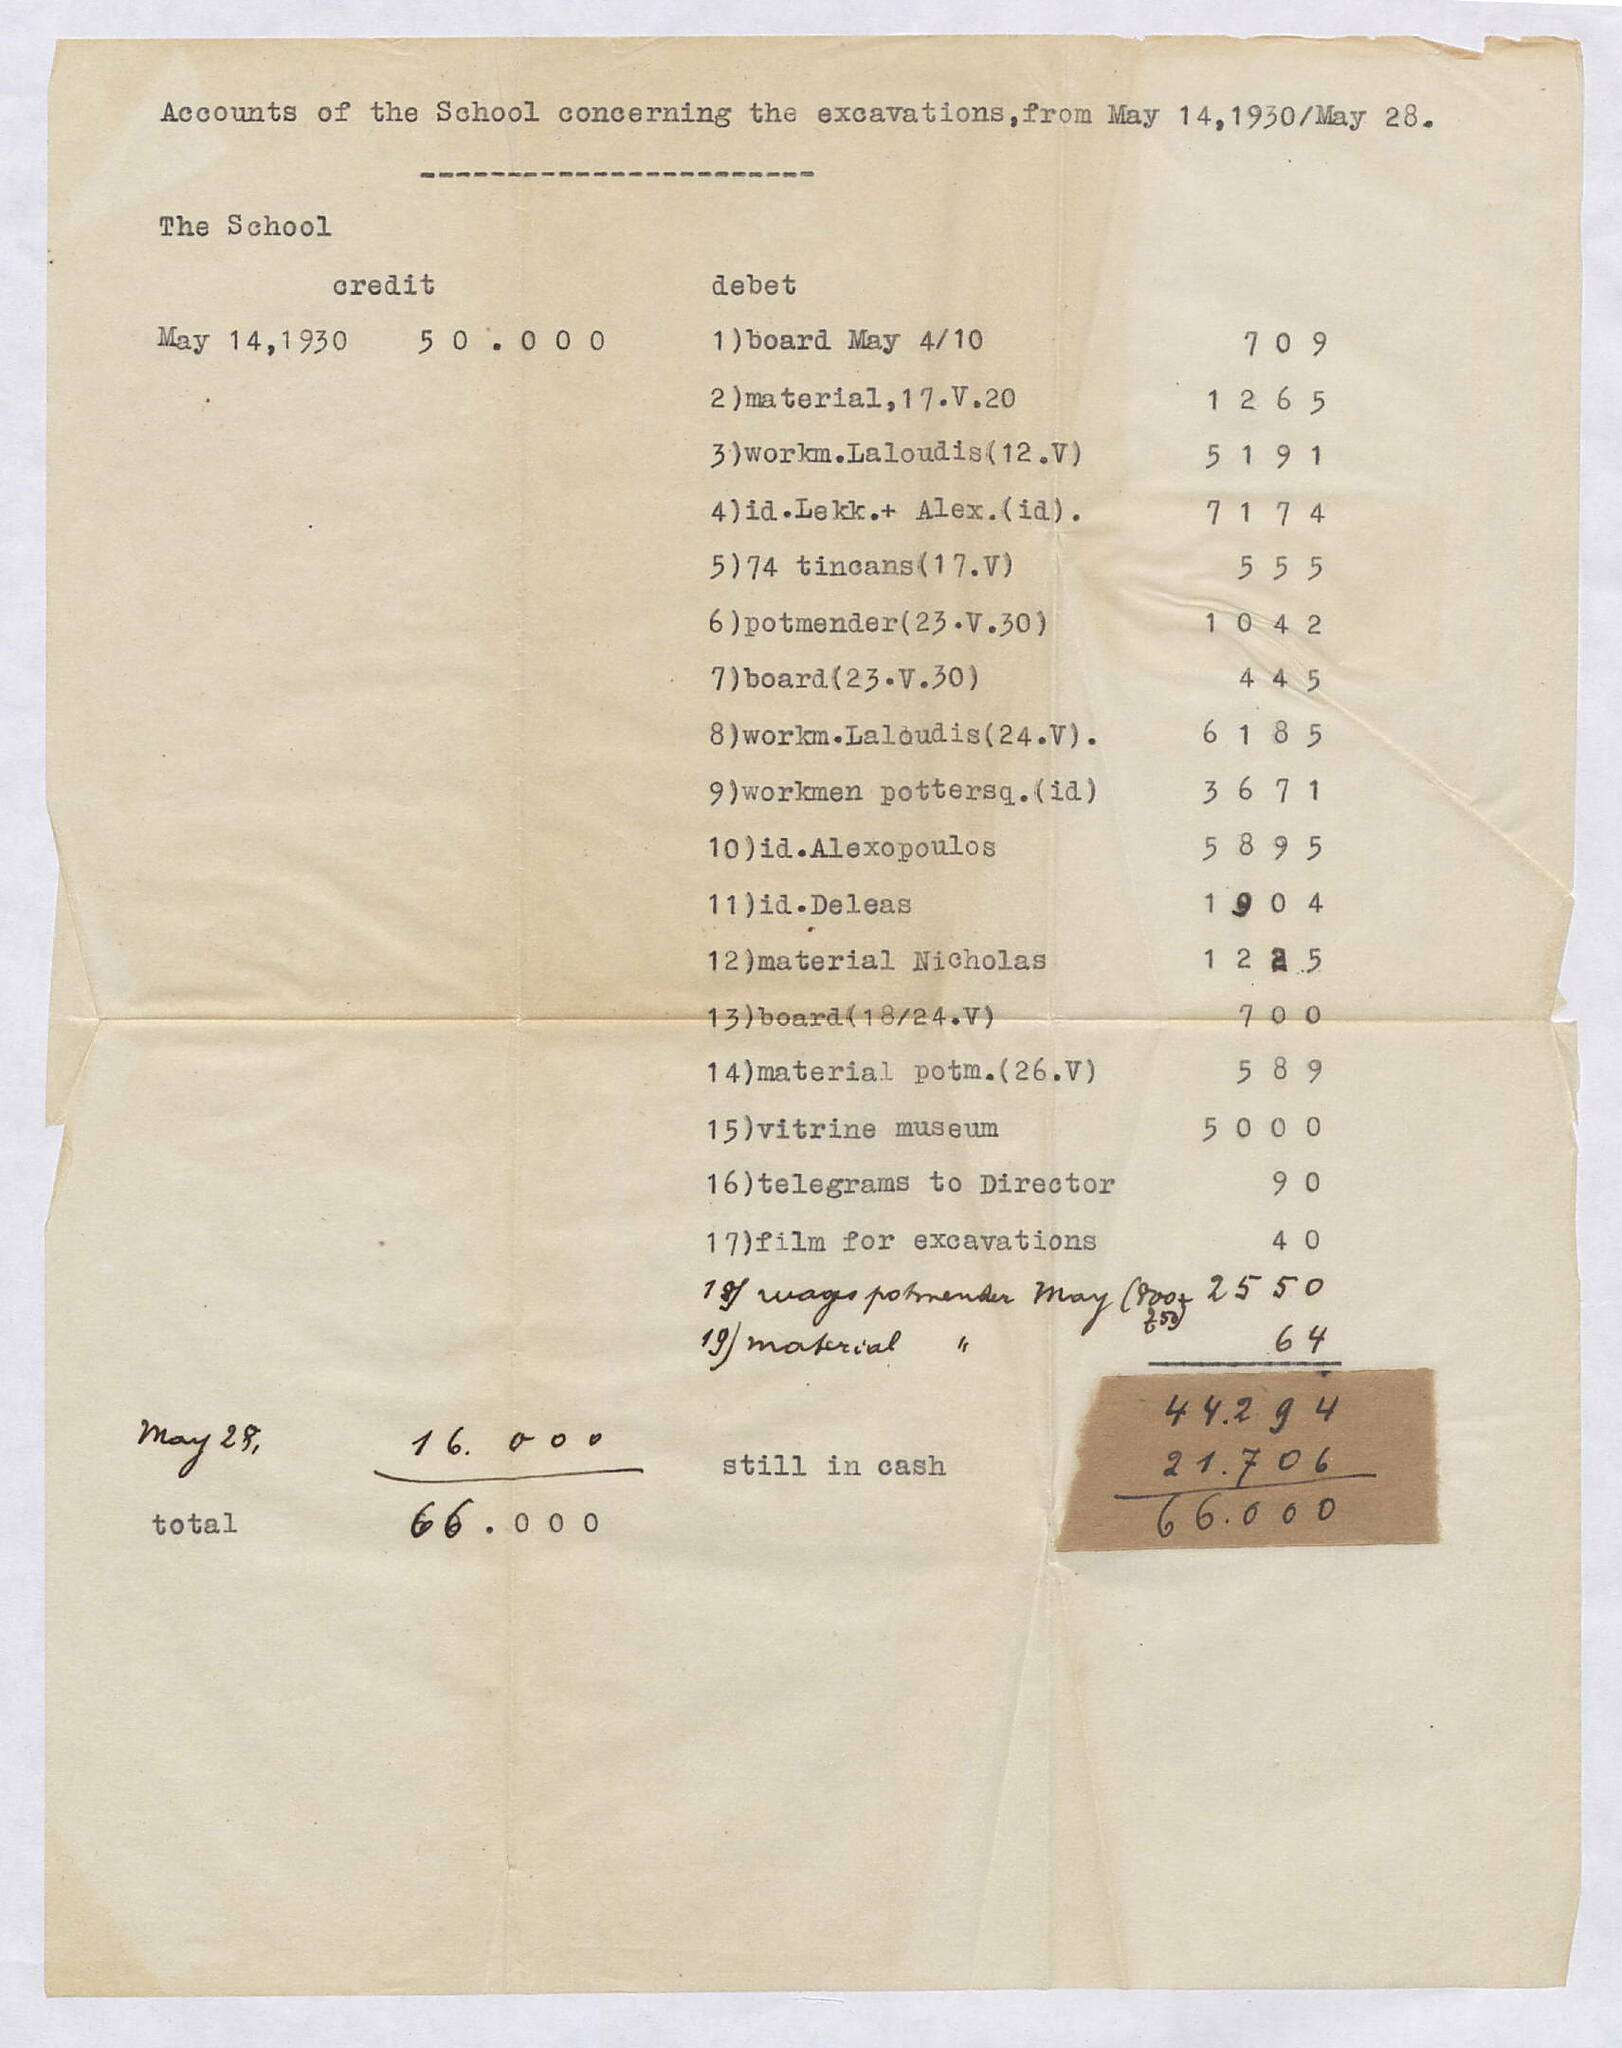 Accounts of the School concerning the excavations,from May 14,1930/May 28.
------------------------
The School
credit debet
May 14,1930 50.000 1)board May 4/10 709
2)material,17.V.20 1265
3)workm.Laloudis(12.V) 5191
4)id.Lekk.+ Alex.(id). 7174
5)74 tincans(17.V) 555
6)potmender(23.V.30) 1042
7)board(23.V.30) 445
8)workm.Laloudis(24.V). 6185
9)workmen pottersq.(id) 3671
10)id.Alexopoulos 5895
11)id.Deleas 1904
12)material Nicholas 1225
13)board(18/24.V) 700
14)material potm.(26.V) 589
15)vitrine museum 5000
16)telegrams to Director 90
17)film for excavations 40
18) wages potmender May 2550
19) material " 64
44.294
May 28, 16.000 still in cash 21.706
total 66.000 66.000